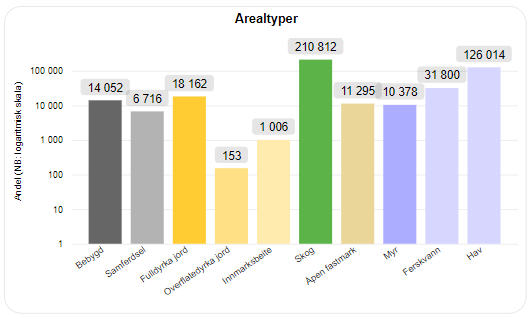 Arealtyper
Andel (NB: logaritmisk skala)
100 000
10 000
1 000
100
10
1
14 052
6 716
18 162
153
1 006
210 812
11 295
10 378
31 800
126 014
Bebygd
Samferdsel
Fulldyrka jord
Overflatedyrka jord
Innmarksbeite
Skog
Åpen fastmark
Myr
Ferskvann
Hav